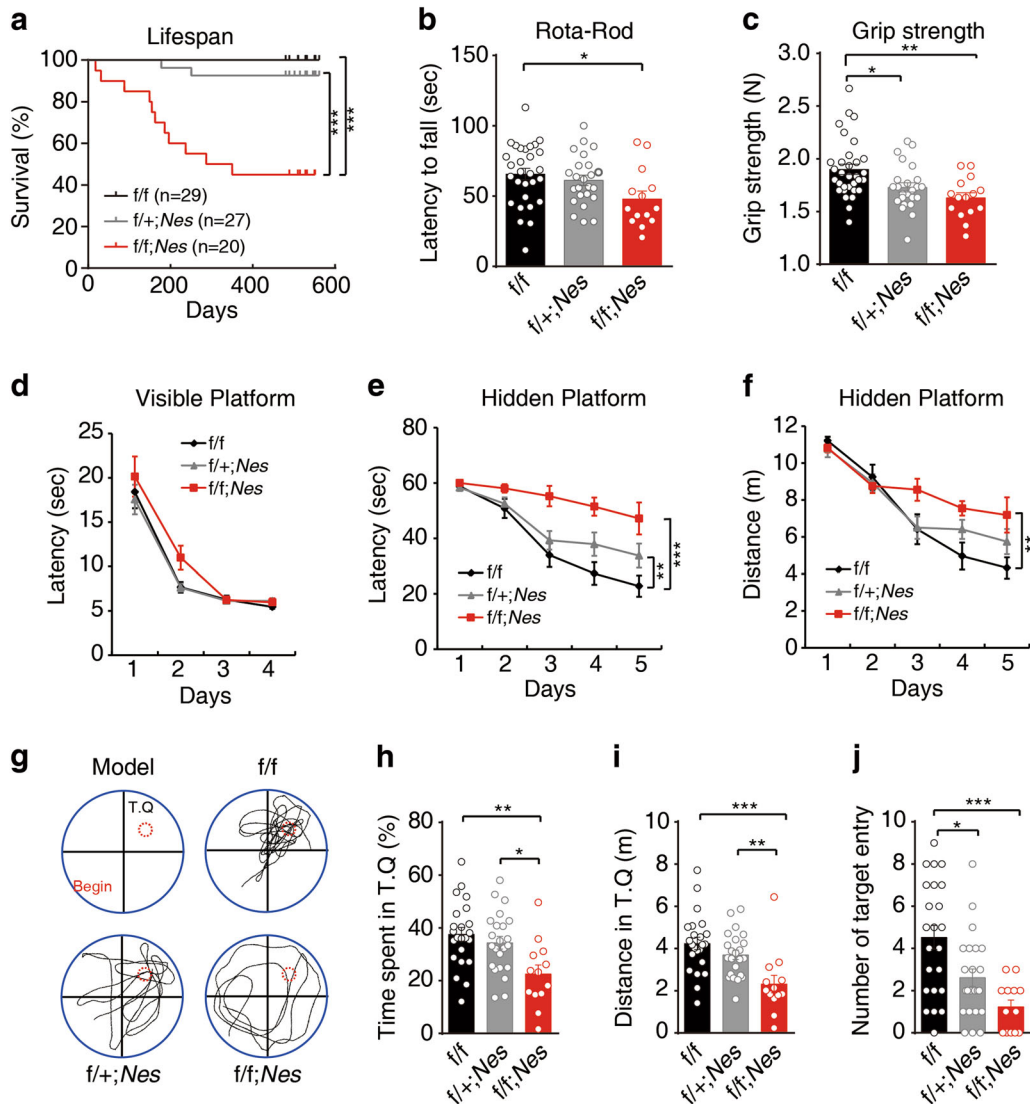 a
Lifespan
Survival (%)
100
80
60
40
20
0
0
200
400
600
Days
f/f (n=29)
f/+;Nes (n=27)
f/f;Nes (n=20)
***
***
b
Rota-Rod
*
Latency to fall (sec)
150
100
50
0
f/f
f/+;Nes
f/f;Nes
c
Grip strength
**
*
Grip strength (N)
3.0
2.5
2.0
1.5
1.0
f/f
f/+;Nes
f/f;Nes
d
Visible Platform
Latency (sec)
25
20
15
10
5
0
f/f
f/+;Nes
f/f;Nes
1 2 3 4
Days
e
Hidden Platform
Latency (sec)
80
60
40
20
0
f/f
f/+;Nes
f/f;Nes
**
***
1 2 3 4 5
Days
f
Hidden Platform
Distance (m)
12
10
8
6
4
2
0
f/f
f/+;Nes
f/f;Nes
**
1 2 3 4 5
Days
g
Model
f/f
T.Q
Begin
f/+;Nes
f/f;Nes
h
**
*
Time spent in T.Q (%)
80
60
40
20
0
f/f
f/+;Nes
f/f;Nes
i
***
**
Distance in T.Q (m)
10
8
6
4
2
0
f/f
f/+;Nes
f/f;Nes
j
***
*
Number of target entry
10
8
6
4
2
0
f/f
f/+;Nes
f/f;Nes